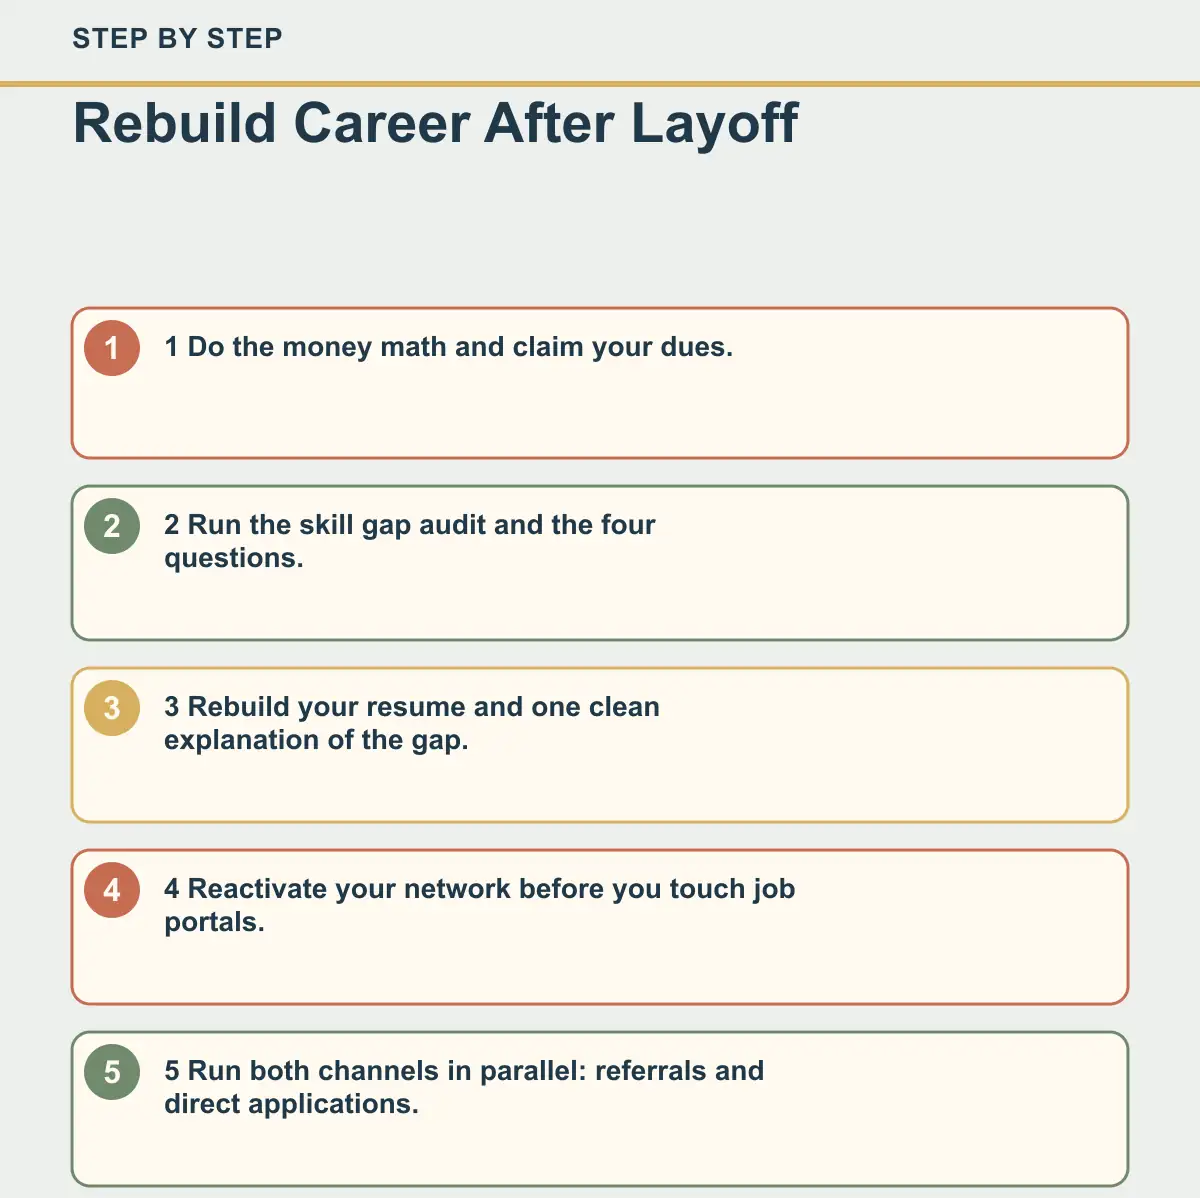 STEP BY STEP
Rebuild Career After Layoff
1
1 Do the money math and claim your dues.
2
2 Run the skill gap audit and the four
questions.
3
3 Rebuild your resume and one clean
explanation of the gap.
4
4 Reactivate your network before you touch job
portals.
5
5 Run both channels in parallel: referrals and
direct applications.